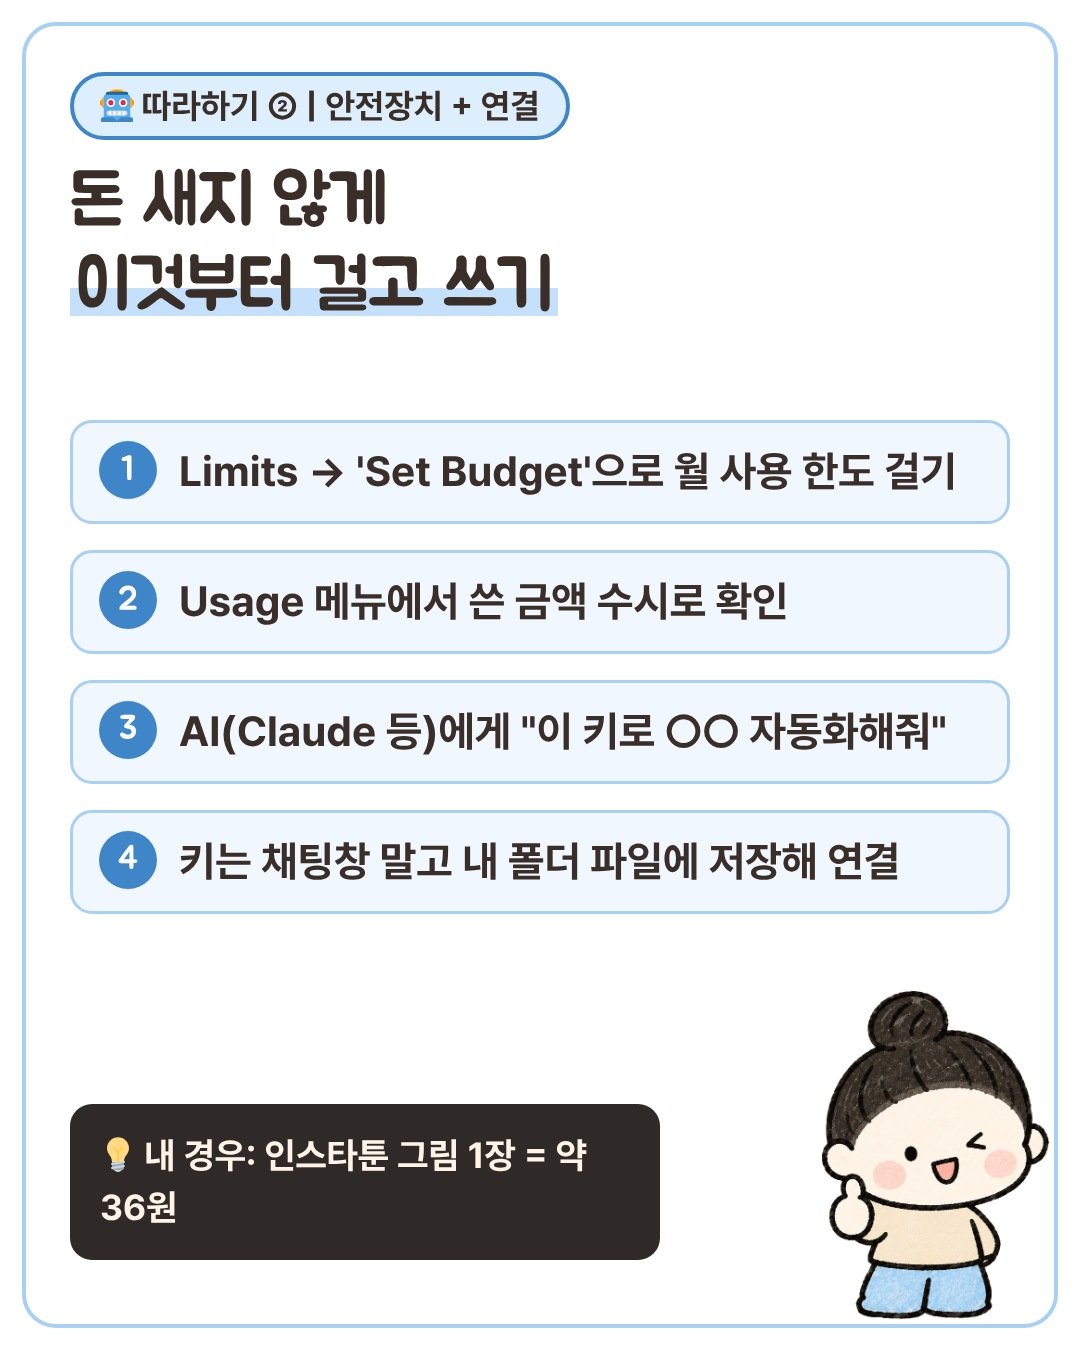 🤖 따라하기 ② | 안전장치 + 연결
돈 새지 않게
이것부터 걸고 쓰기
1 Limits → 'Set Budget'으로 월 사용 한도 걸기
2 Usage 메뉴에서 쓴 금액 수시로 확인
3 AI(Claude 등)에게 "이 키로 ○○ 자동화해줘"
4 키는 채팅창 말고 내 폴더 파일에 저장해 연결
💡 내 경우: 인스타툰 그림 1장 = 약
36원